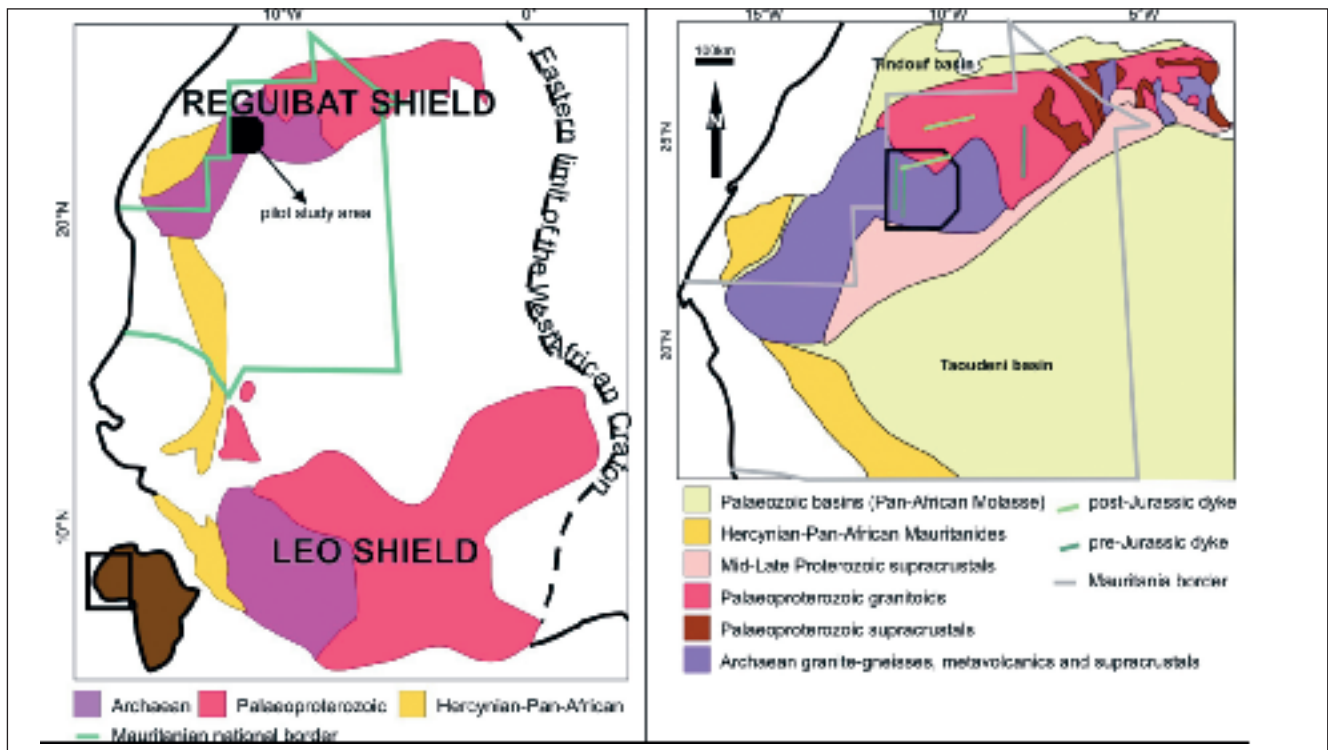 10°W
0°
REGUIBAT SHIELD
pilot study area
20°N
Eastern limit of the West African Craton
10°N
LEO SHIELD
Archaean
Palaeoproterozoic
Hercynian-Pan-African
Mauritanian national border
15°W
10°W
5°W
100km
N
Tindouf basin
25°N
20°N
Taoudeni basin
Palaeozoic basins (Pan-African Molasse)
post-Jurassic dyke
Hercynian-Pan-African Mauritanides
pre-Jurassic dyke
Mid-Late Proterozoic supracrustals
Mauritania border
Palaeoproterozoic granitoids
Palaeoproterozoic supracrustals
Archaean granite-gneisses, metavolcanics and supracrustals